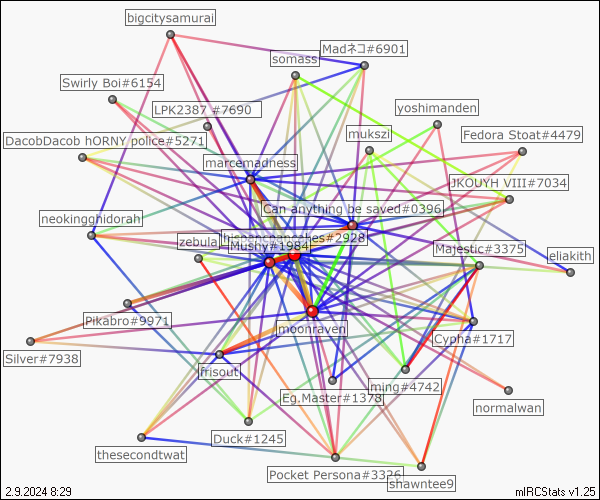 bigcitysamurai
Madネコ#6901
somass
Swirly Boi#6154
LPK2387 #7690
yoshimanden
mukszi
Fedora Stoat#4479
DacobDacob hORNY police#5271
marcemadness
JKOUYH VIII#7034
Can anything be saved#0396
neokingghidorah
zebula
#2928
Mushy#1984
Majestic#3375
eliakith
Pikabro#9971
moonraven
Cypha#1717
Silver#7938
frisout
ming#4742
Eg.Master#1378
normalwan
Duck#1245
thesecondtwat
Pocket Persona#3326
shawntee9
2.9.2024 8:29
mIRCStats v1.25